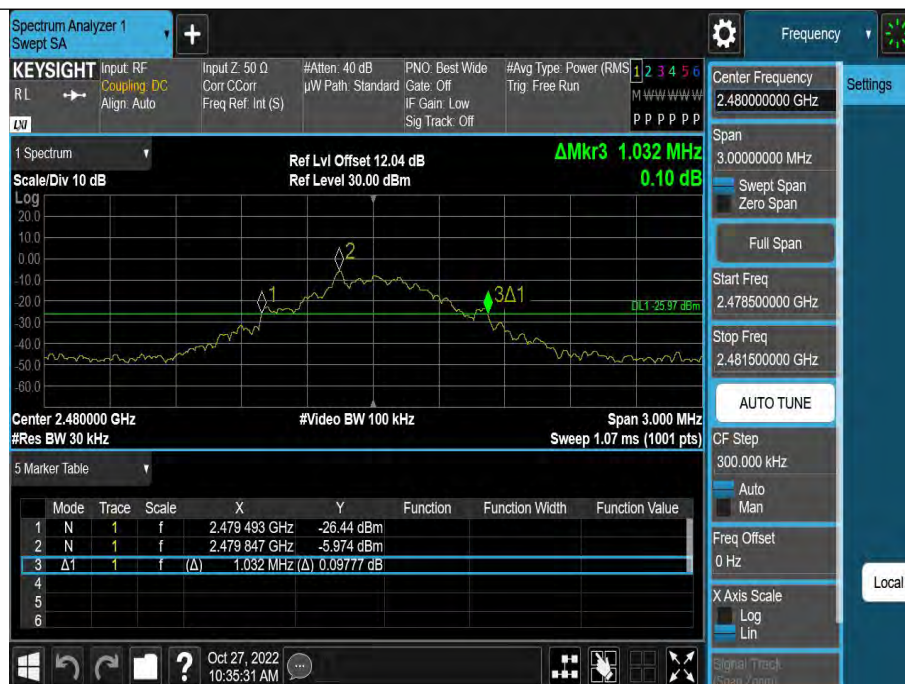 Spectrum Analyzer 1
Swept SA
+
Frequency
KEYSIGHT
RL
LXI
Input: RF
Coupling: DC
Align: Auto
Input Z: 50 Ω
Corr CCorr
Freq Ref: Int (S)
#Atten: 40 dB
µW Path: Standard
PNO: Best Wide
Gate: Off
IF Gain: Low
Sig Track: Off
#Avg Type: Power (RMS
Trig: Free Run
1 2 3 4 5 6
M W W W W W
P P P P P P
1 Spectrum
Scale/Div 10 dB
Ref Lvl Offset 12.04 dB
Ref Level 30.00 dBm
ΔMkr3 1.032 MHz
0.10 dB
Log
20.0
10.0
0.00
-10.0
-20.0
-30.0
-40.0
-50.0
-60.0
1
2
3Δ1
DL1 -25.97 dBm
Center 2.480000 GHz
#Video BW 100 kHz
Span 3.000 MHz
#Res BW 30 kHz
Sweep 1.07 ms (1001 pts)
5 Marker Table
Mode Trace Scale X Y Function Function Width Function Value
1 N 1 f 2.479 493 GHz -26.44 dBm
2 N 1 f 2.479 847 GHz -5.974 dBm
3 Δ1 1 f (Δ) 1.032 MHz (Δ) 0.09777 dB
4
5
6
Oct 27, 2022
10:35:31 AM
Center Frequency
2.480000000 GHz
Settings
Span
3.00000000 MHz
Swept Span
Zero Span
Full Span
Start Freq
2.478500000 GHz
Stop Freq
2.481500000 GHz
AUTO TUNE
CF Step
300.000 kHz
Auto
Man
Freq Offset
0 Hz
Local
X Axis Scale
Log
Lin
Signal Track
(Span Zoom)